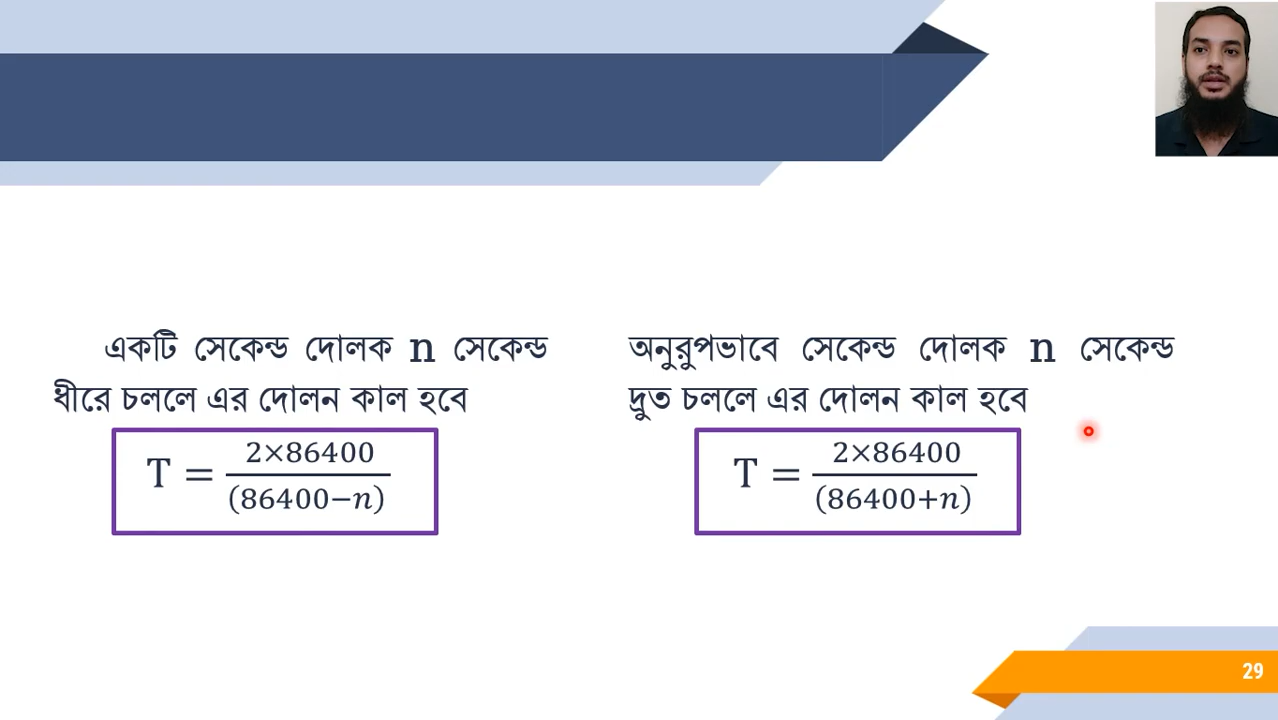 একটি সেকেন্ড দোলক n সেকেন্ড
ধীরে চললে এর দোলন কাল হবে
T = 2×86400/(86400−n)
অনুরুপভাবে সেকেন্ড দোলক n সেকেন্ড
দ্রুত চললে এর দোলন কাল হবে
T = 2×86400/(86400+n)
29